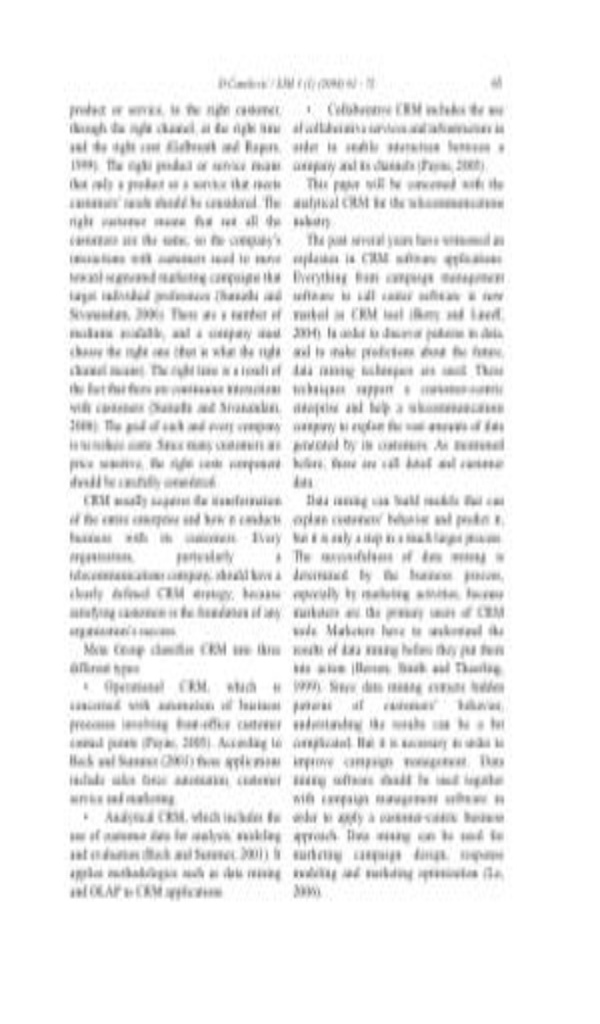 D.Camilovic / SJM 3 (1) (2008) 61 - 72
product or service, to the right customer,
through the right channel, at the right time
and the right cost (Galbreath and Rogers,
1999). The right product or service means
that only a product or a service that meets
customers' needs should be considered. The
right customer means that not all the
customers are the same, so the company's
interactions with customers need to move
toward segmented marketing campaigns that
target individual preferences (Sumathi and
Sivanandam, 2006). There are a number of
mediums available, and a company must
choose the right one (that is what the right
channel means). The right time is a result of
the fact that there are continuous interactions
with customers (Sumathi and Sivanandam,
2006). The goal of each and every company
is to reduce costs. Since many customers are
price sensitive, the right costs component
should be carefully considered.
CRM usually requires the transformation
of the entire enterprise and how it conducts
business with its customers. Every
organization, particularly a
telecommunications company, should have a
clearly defined CRM strategy, because
satisfying customers is the foundation of any
organization's success.
Meta Group classifies CRM into three
different types:
• Operational CRM, which is
concerned with automation of business
processes involving front-office customer
contact points (Payne, 2005). According to
Reck and Summer (2001) these applications
include sales force automation, customer
service and marketing.
• Analytical CRM, which includes the
use of customer data for analysis, modeling
and evaluation (Reck and Summer, 2001). It
applies methodologies such as data mining
and OLAP to CRM applications.
• Collaborative CRM includes the use
of collaborative services and infrastructure in
order to enable interaction between a
company and its channels (Payne, 2005).
This paper will be concerned with the
analytical CRM for the telecommunications
industry.
The past several years have witnessed an
explosion in CRM software applications.
Everything from campaign management
software to call center software is now
marked as CRM tool (Berry and Linoff,
2004). In order to discover patterns in data,
and to make predictions about the future,
data mining techniques are used. These
techniques support a customer-centric
enterprise and help a telecommunications
company to exploit the vast amounts of data
generated by its customers. As mentioned
before, these are call detail and customer
data.
Data mining can build models that can
explain customers' behavior and predict it,
but it is only a step in a much larger process.
The successfulness of data mining is
determined by the business process,
especially by marketing activities, because
marketers are the primary users of CRM
tools. Marketers have to understand the
results of data mining before they put them
into action (Berson, Smith and Thearling,
1999). Since data mining extracts hidden
patterns of customers' behavior,
understanding the results can be a bit
complicated. But it is necessary in order to
improve campaign management. Data
mining software should be used together
with campaign management software in
order to apply a customer-centric business
approach. Data mining can be used for
marketing campaign design, response
modeling and marketing optimization (Lo,
2006).